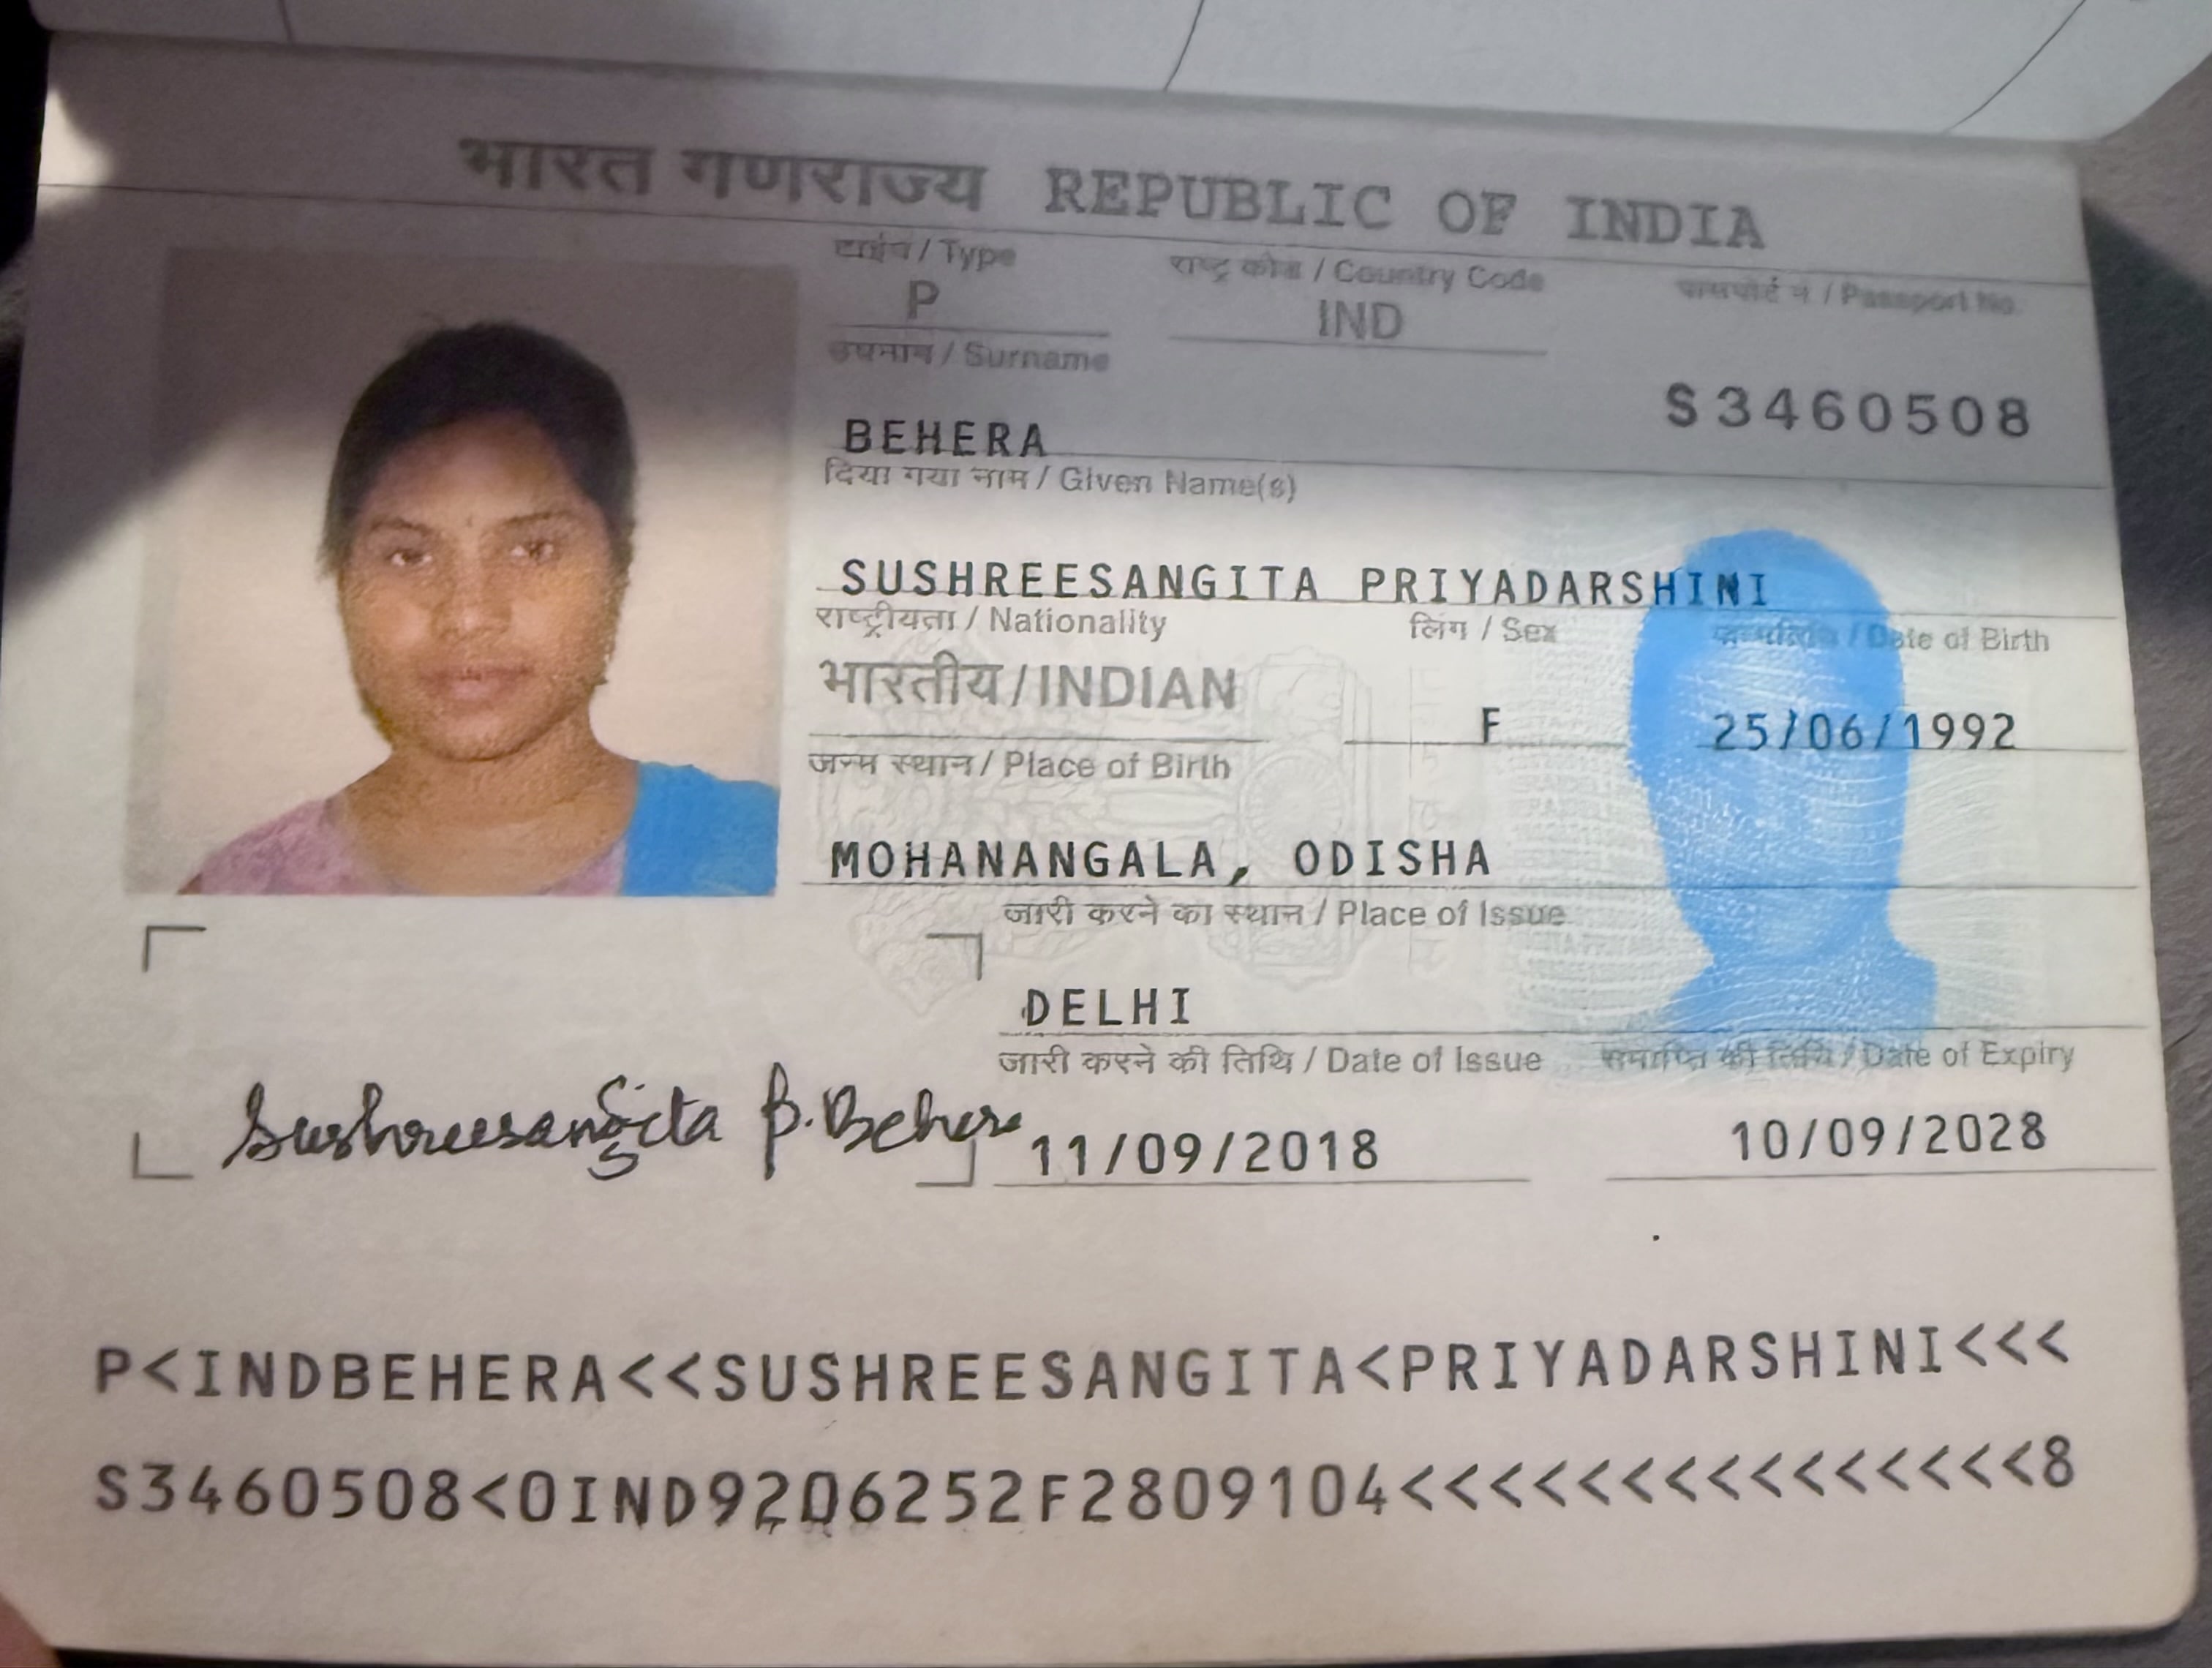 भारत गणराज्य REPUBLIC OF INDIA
टाईप / Type
राष्ट्र कोड / Country Code
पासपोर्ट नं / Passport No.
P
IND
उपनाम / Surname
S3460508
BEHERA
दिया गया नाम / Given Name(s)
SUSHREESANGITA PRIYADARSHINI
राष्ट्रीयता / Nationality
लिंग / Sex
/ Date of Birth
भारतीय/INDIAN
F
25/06/1992
जन्म स्थान / Place of Birth
MOHANANGALA, ODISHA
जारी करने का स्थान / Place of Issue
DELHI
जारी करने की तिथि / Date of Issue
समाप्ति की तिथि / Date of Expiry
Sushreesangita P. Behera
11/09/2018
10/09/2028
P<INDBEHERA<<SUSHREESANGITA<PRIYADARSHINI<<<
S3460508<0IND9206252F2809104<<<<<<<<<<<<<<<8